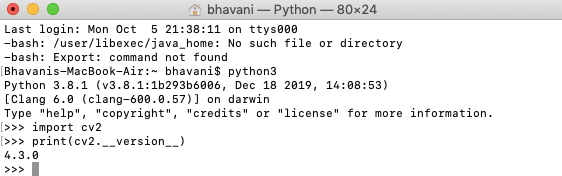 bhavani — Python — 80×24
Last login: Mon Oct  5 21:38:11 on ttys000
-bash: /user/libexec/java_home: No such file or directory
-bash: Export: command not found
[Bhavanis-MacBook-Air:~ bhavani$ python3
Python 3.8.1 (v3.8.1:1b293b6006, Dec 18 2019, 14:08:53)
[Clang 6.0 (clang-600.0.57)] on darwin
Type "help", "copyright", "credits" or "license" for more information.
[>>> import cv2
[>>> print(cv2.__version__)
4.3.0
>>>